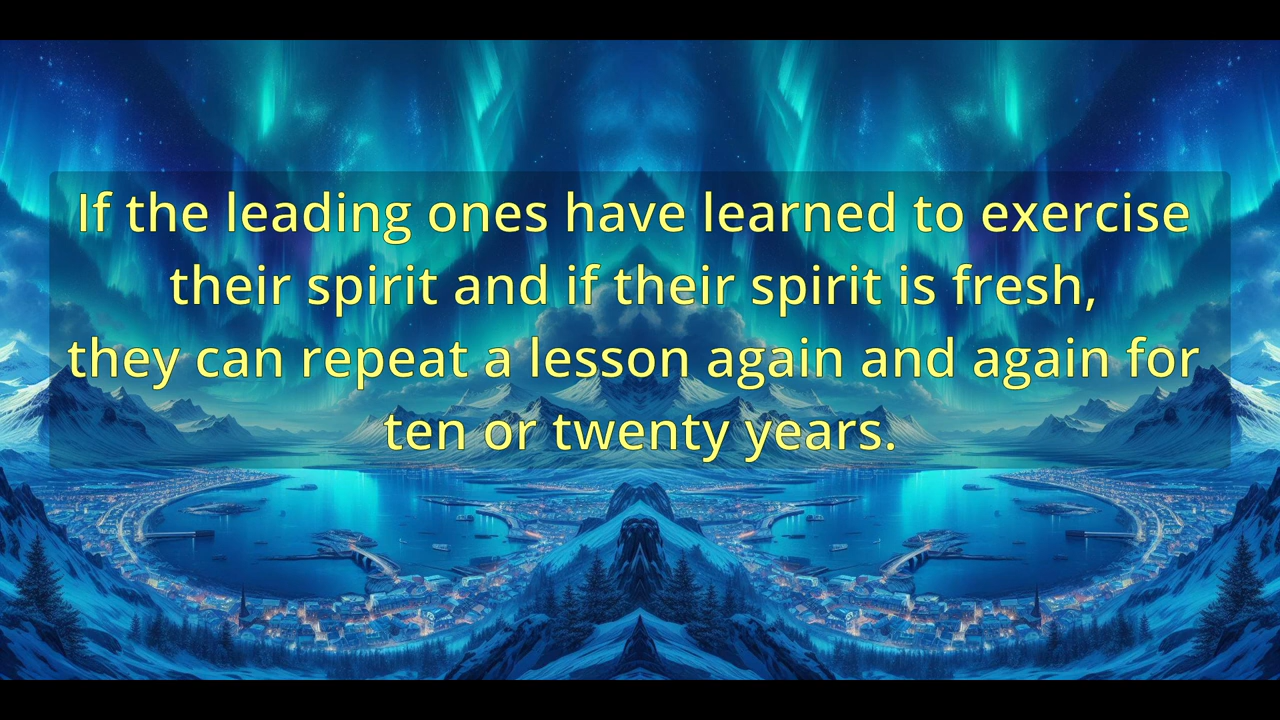 If the leading ones have learned to exercise
their spirit and if their spirit is fresh,
they can repeat a lesson again and again for
ten or twenty years.